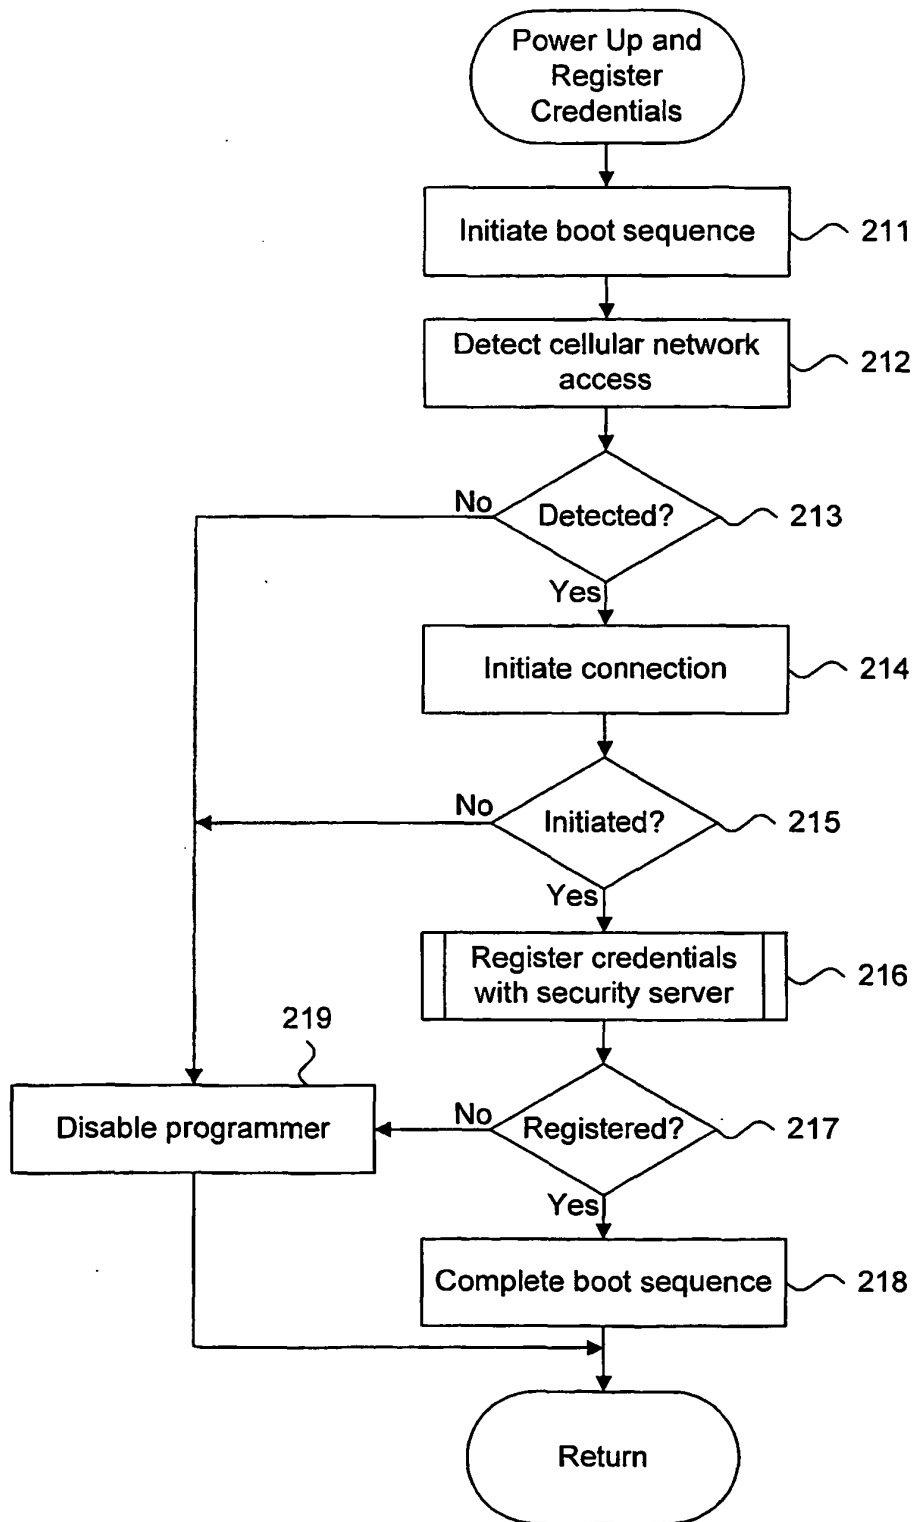 Power Up and
Register
Credentials
Initiate boot sequence
211
Detect cellular network
access
212
No
Detected?
213
Yes
Initiate connection
214
No
Initiated?
215
Yes
Register credentials
with security server
216
219
Disable programmer
No
Registered?
217
Yes
Complete boot sequence
218
Return